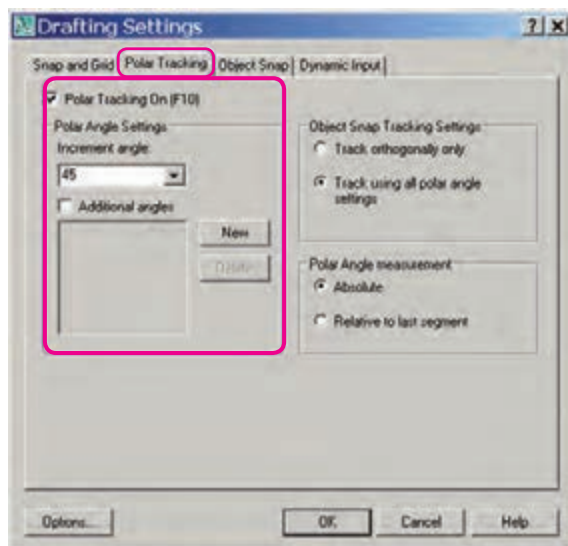 Drafting Settings
Snap and Grid Polar Tracking Object Snap Dynamic Input
Polar Tracking On (F10)
Polar Angle Settings
Increment angle:
45
Additional angles
New
Delete
Object Snap Tracking Settings
Track orthogonally only
Track using all polar angle
settings
Polar Angle measurement
Absolute
Relative to last segment
Options...
OK
Cancel
Help